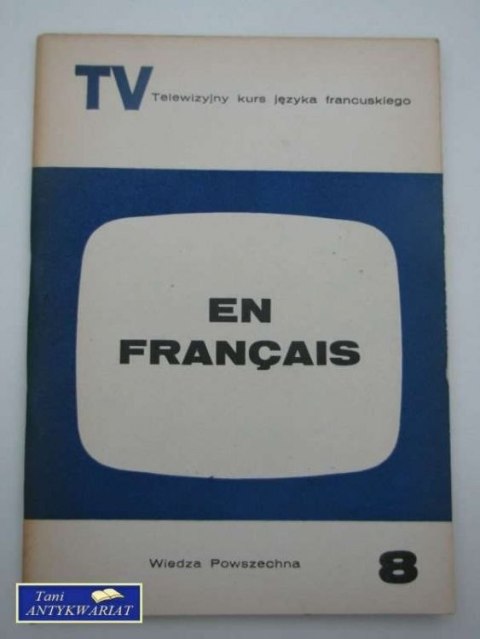 TV Telewizyjny kurs języka francuskiego
EN
FRANÇAIS
Wiedza Powszechna 8
Tani
ANTYKWARIAT